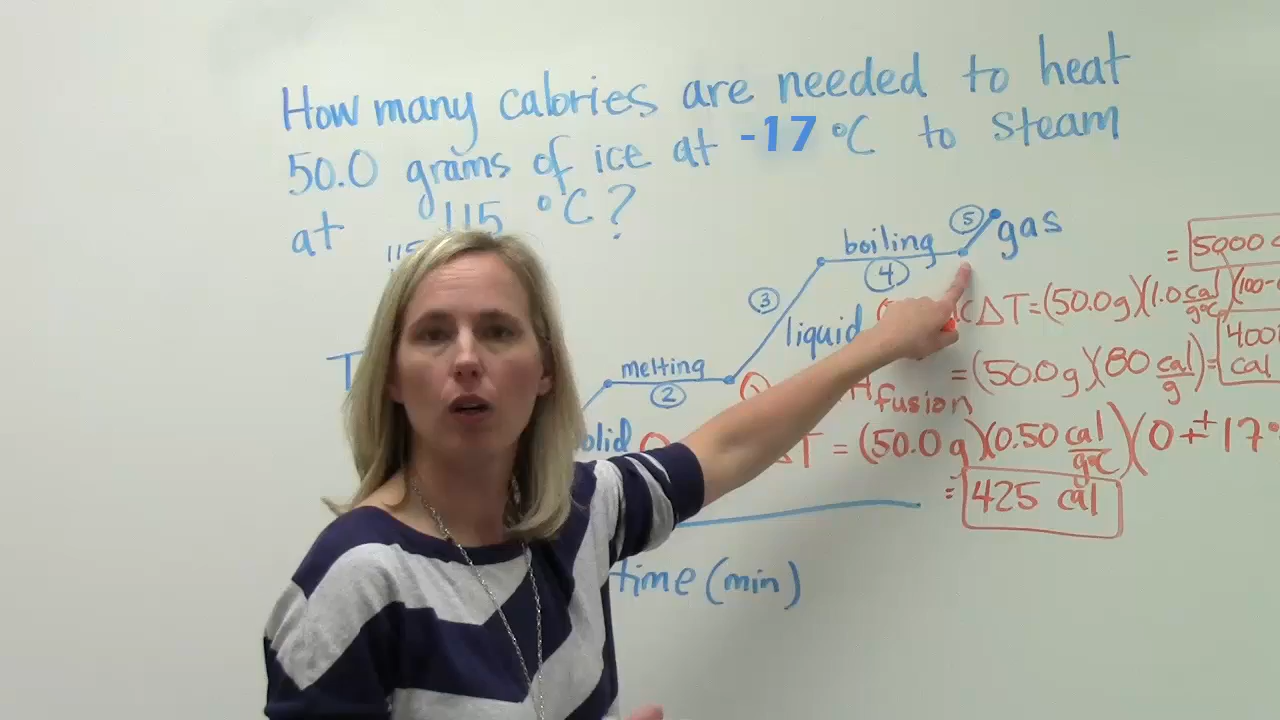 How many calories are needed to heat
50.0 grams of ice at -17 °C to steam
at 115 °C?
115
T
boiling
4
5
gas
3
liquid
melting
2
= 5000
ΔT=(50.0g)(1.0 cal/g°C)(100-0
400
cal
fusion = (50.0g)(80 cal/g)=
ΔT = (50.0g)(0.50 cal/g°C)(0 + + 17°
= 425 cal
time (min)